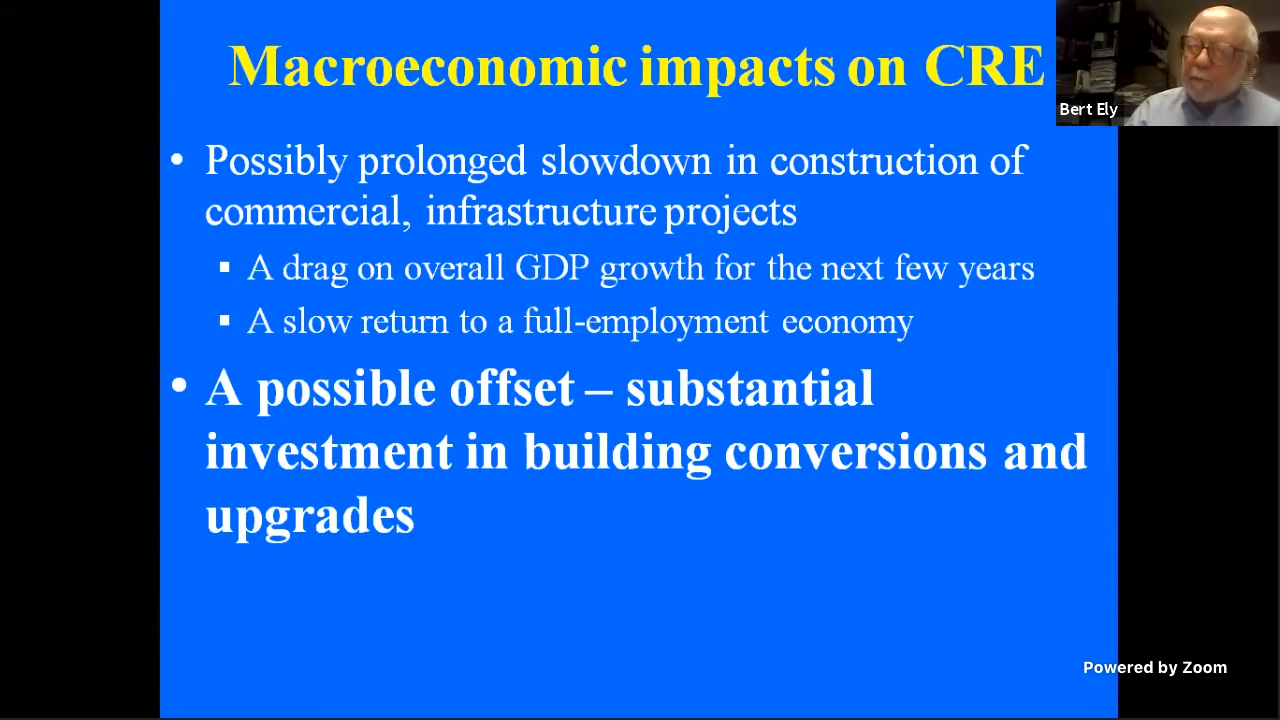 Macroeconomic impacts on CRE
Bert Ely
• Possibly prolonged slowdown in construction of
commercial, infrastructure projects
▪ A drag on overall GDP growth for the next few years
▪ A slow return to a full-employment economy
• A possible offset – substantial
investment in building conversions and
upgrades
Powered by Zoom